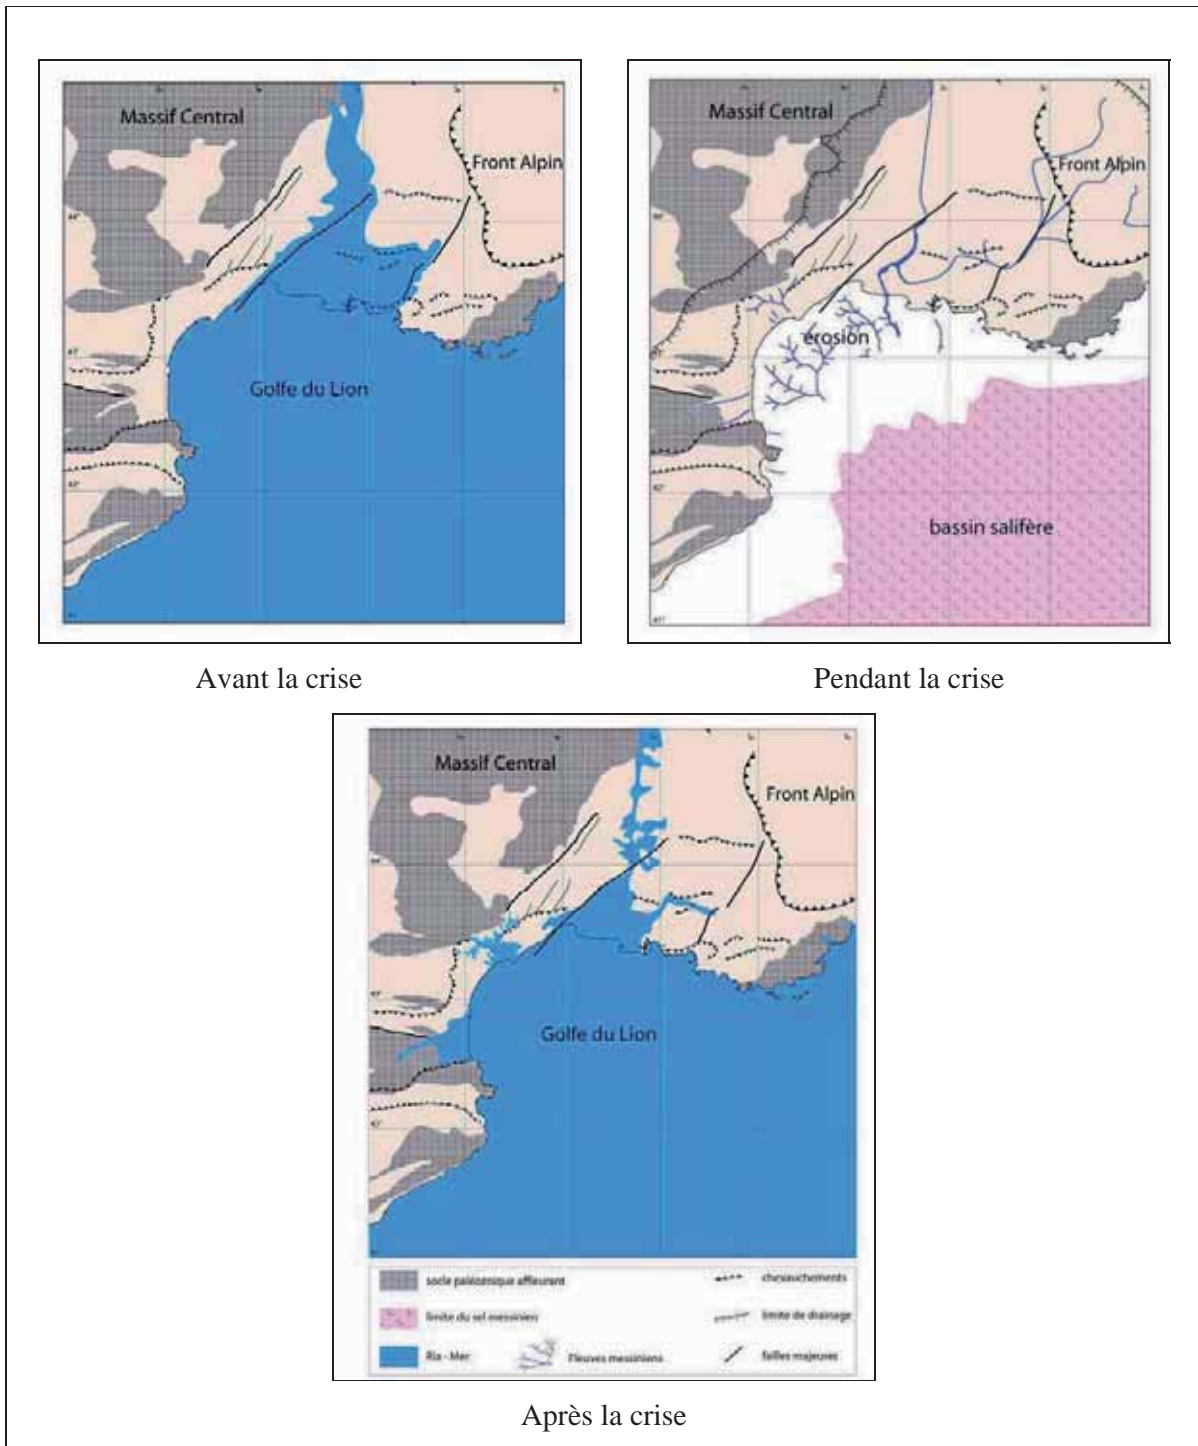 Massif Central
Front Alpin
Golfe du Lion
Avant la crise
Massif Central
Front Alpin
érosion
bassin salifère
Pendant la crise
Massif Central
Front Alpin
Golfe du Lion
socle paléozoïque affleurant
chevauchements
limite du sel messinien
limite de drainage
Ria - Mer
Fleuves messiniens
failles majeures
Après la crise